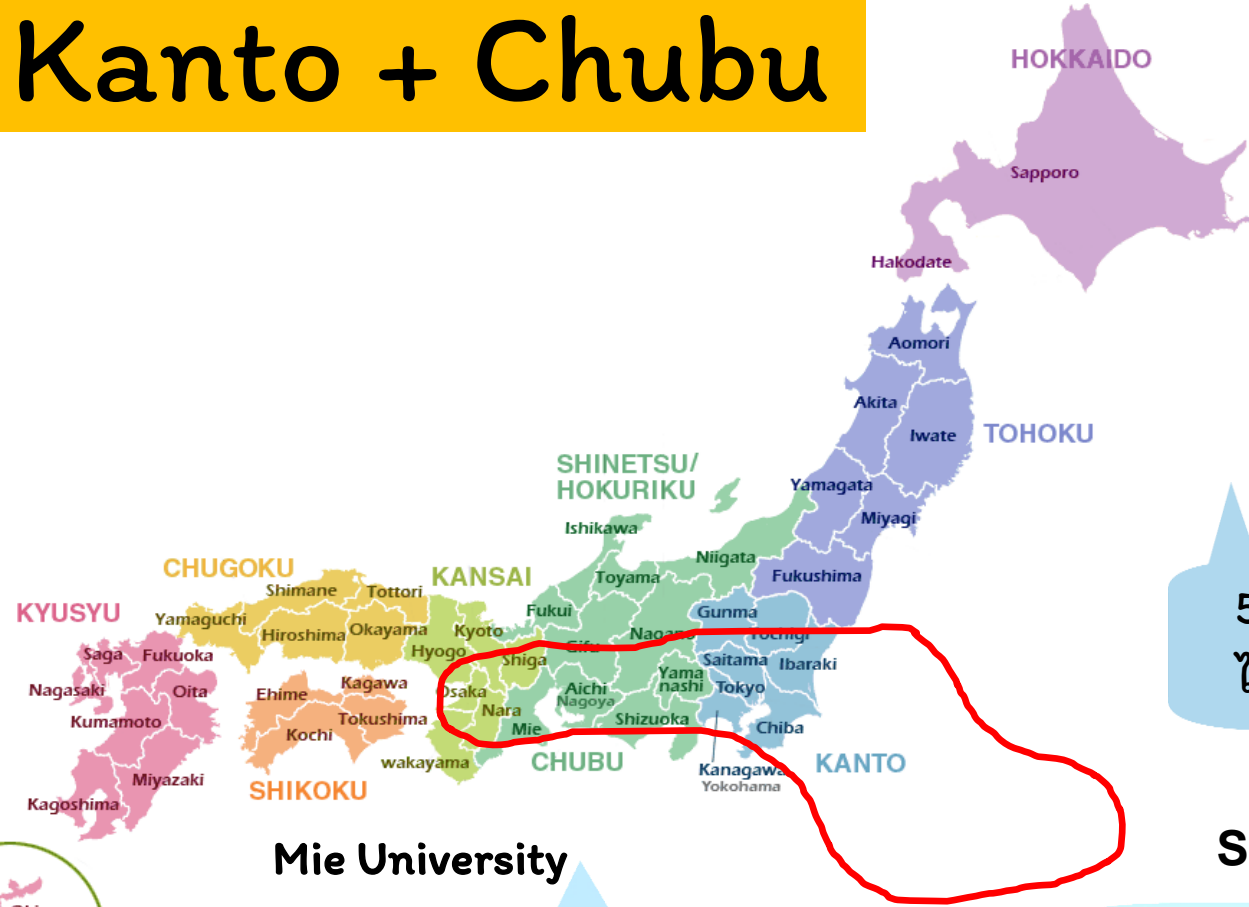 Kanto + Chubu
HOKKAIDO
Sapporo
Hakodate
Aomori
Akita
Iwate
TOHOKU
Yamagata
Miyagi
Fukushima
SHINETSU/
HOKURIKU
Ishikawa
Niigata
Toyama
Fukui
Nagano
Gifu
CHUGOKU
Shimane
Tottori
Yamaguchi
Hiroshima
Okayama
KANSAI
Kyoto
Hyogo
Shiga
Osaka
Nara
Mie
wakayama
KYUSYU
Saga
Fukuoka
Nagasaki
Oita
Kumamoto
Miyazaki
Kagoshima
Ehime
Kagawa
Tokushima
Kochi
SHIKOKU
Aichi
Nagoya
Yama
nashi
Shizuoka
CHUBU
Gunma
Tochigi
Saitama
Ibaraki
Tokyo
Chiba
Kanagawa
Yokohama
KANTO
Mie University
5
S